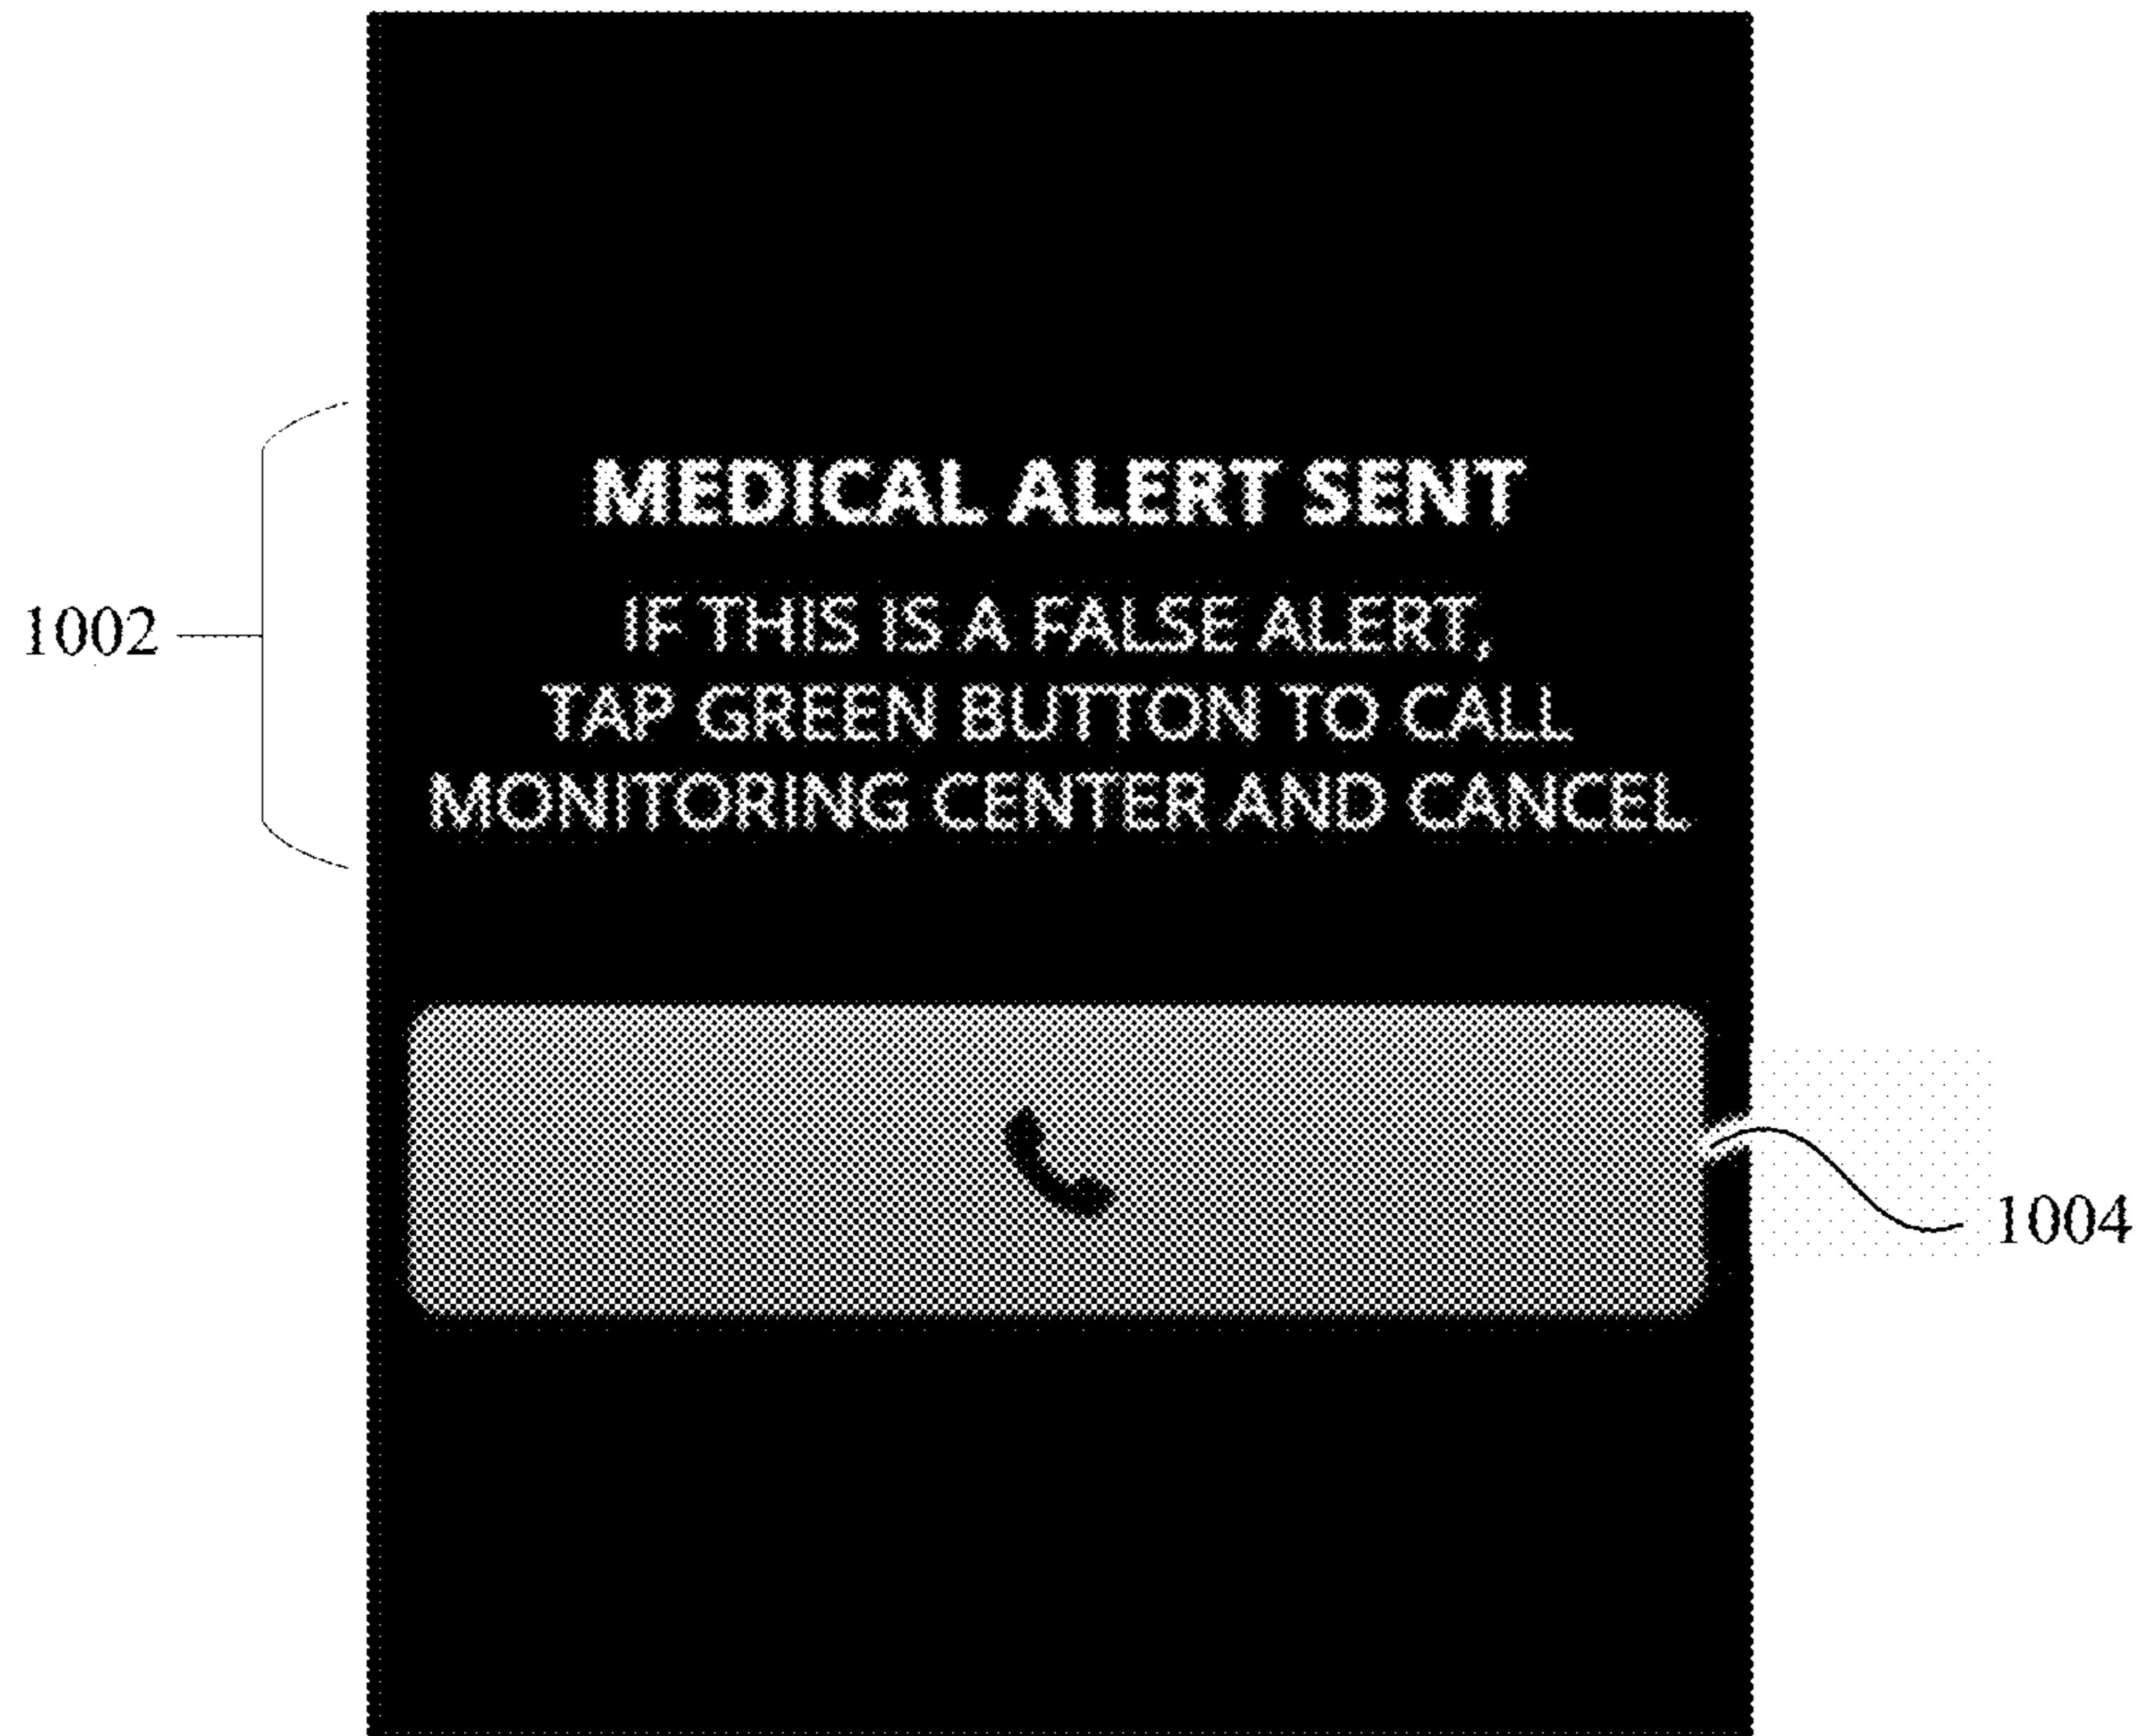 MEDICAL ALERT SENT
IF THIS IS A FALSE ALERT,
1002
TAP GREEN BUTTON TO CALL
MONITORING CENTER AND CANCEL
1004